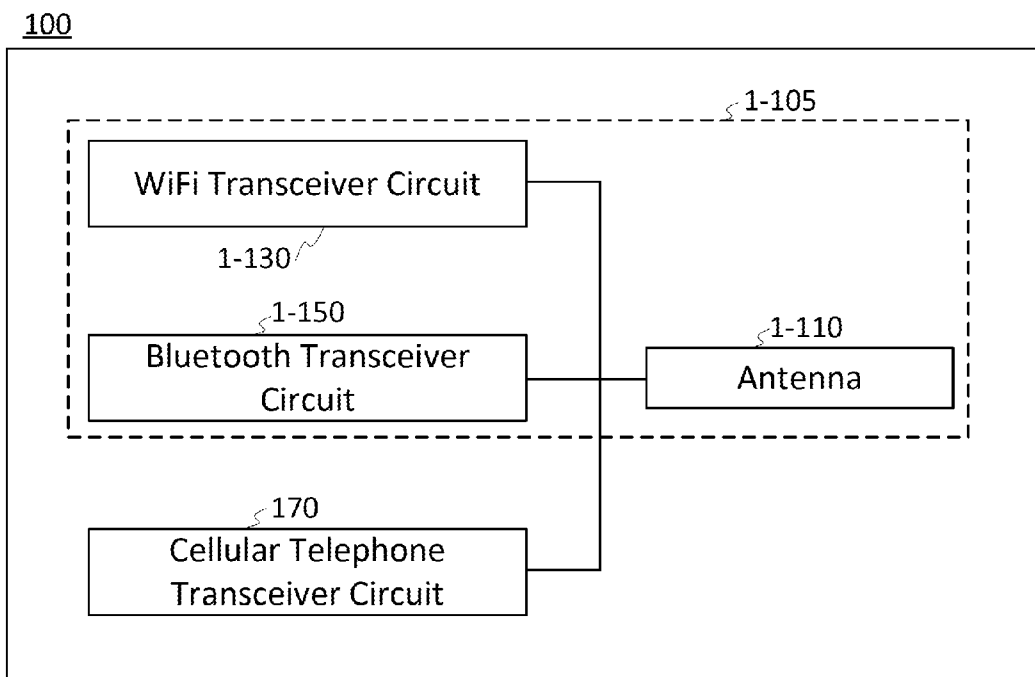 100
1-105
WiFi Transceiver Circuit
1-130
1-150
Bluetooth Transceiver
Circuit
1-110
Antenna
170
Cellular Telephone
Transceiver Circuit